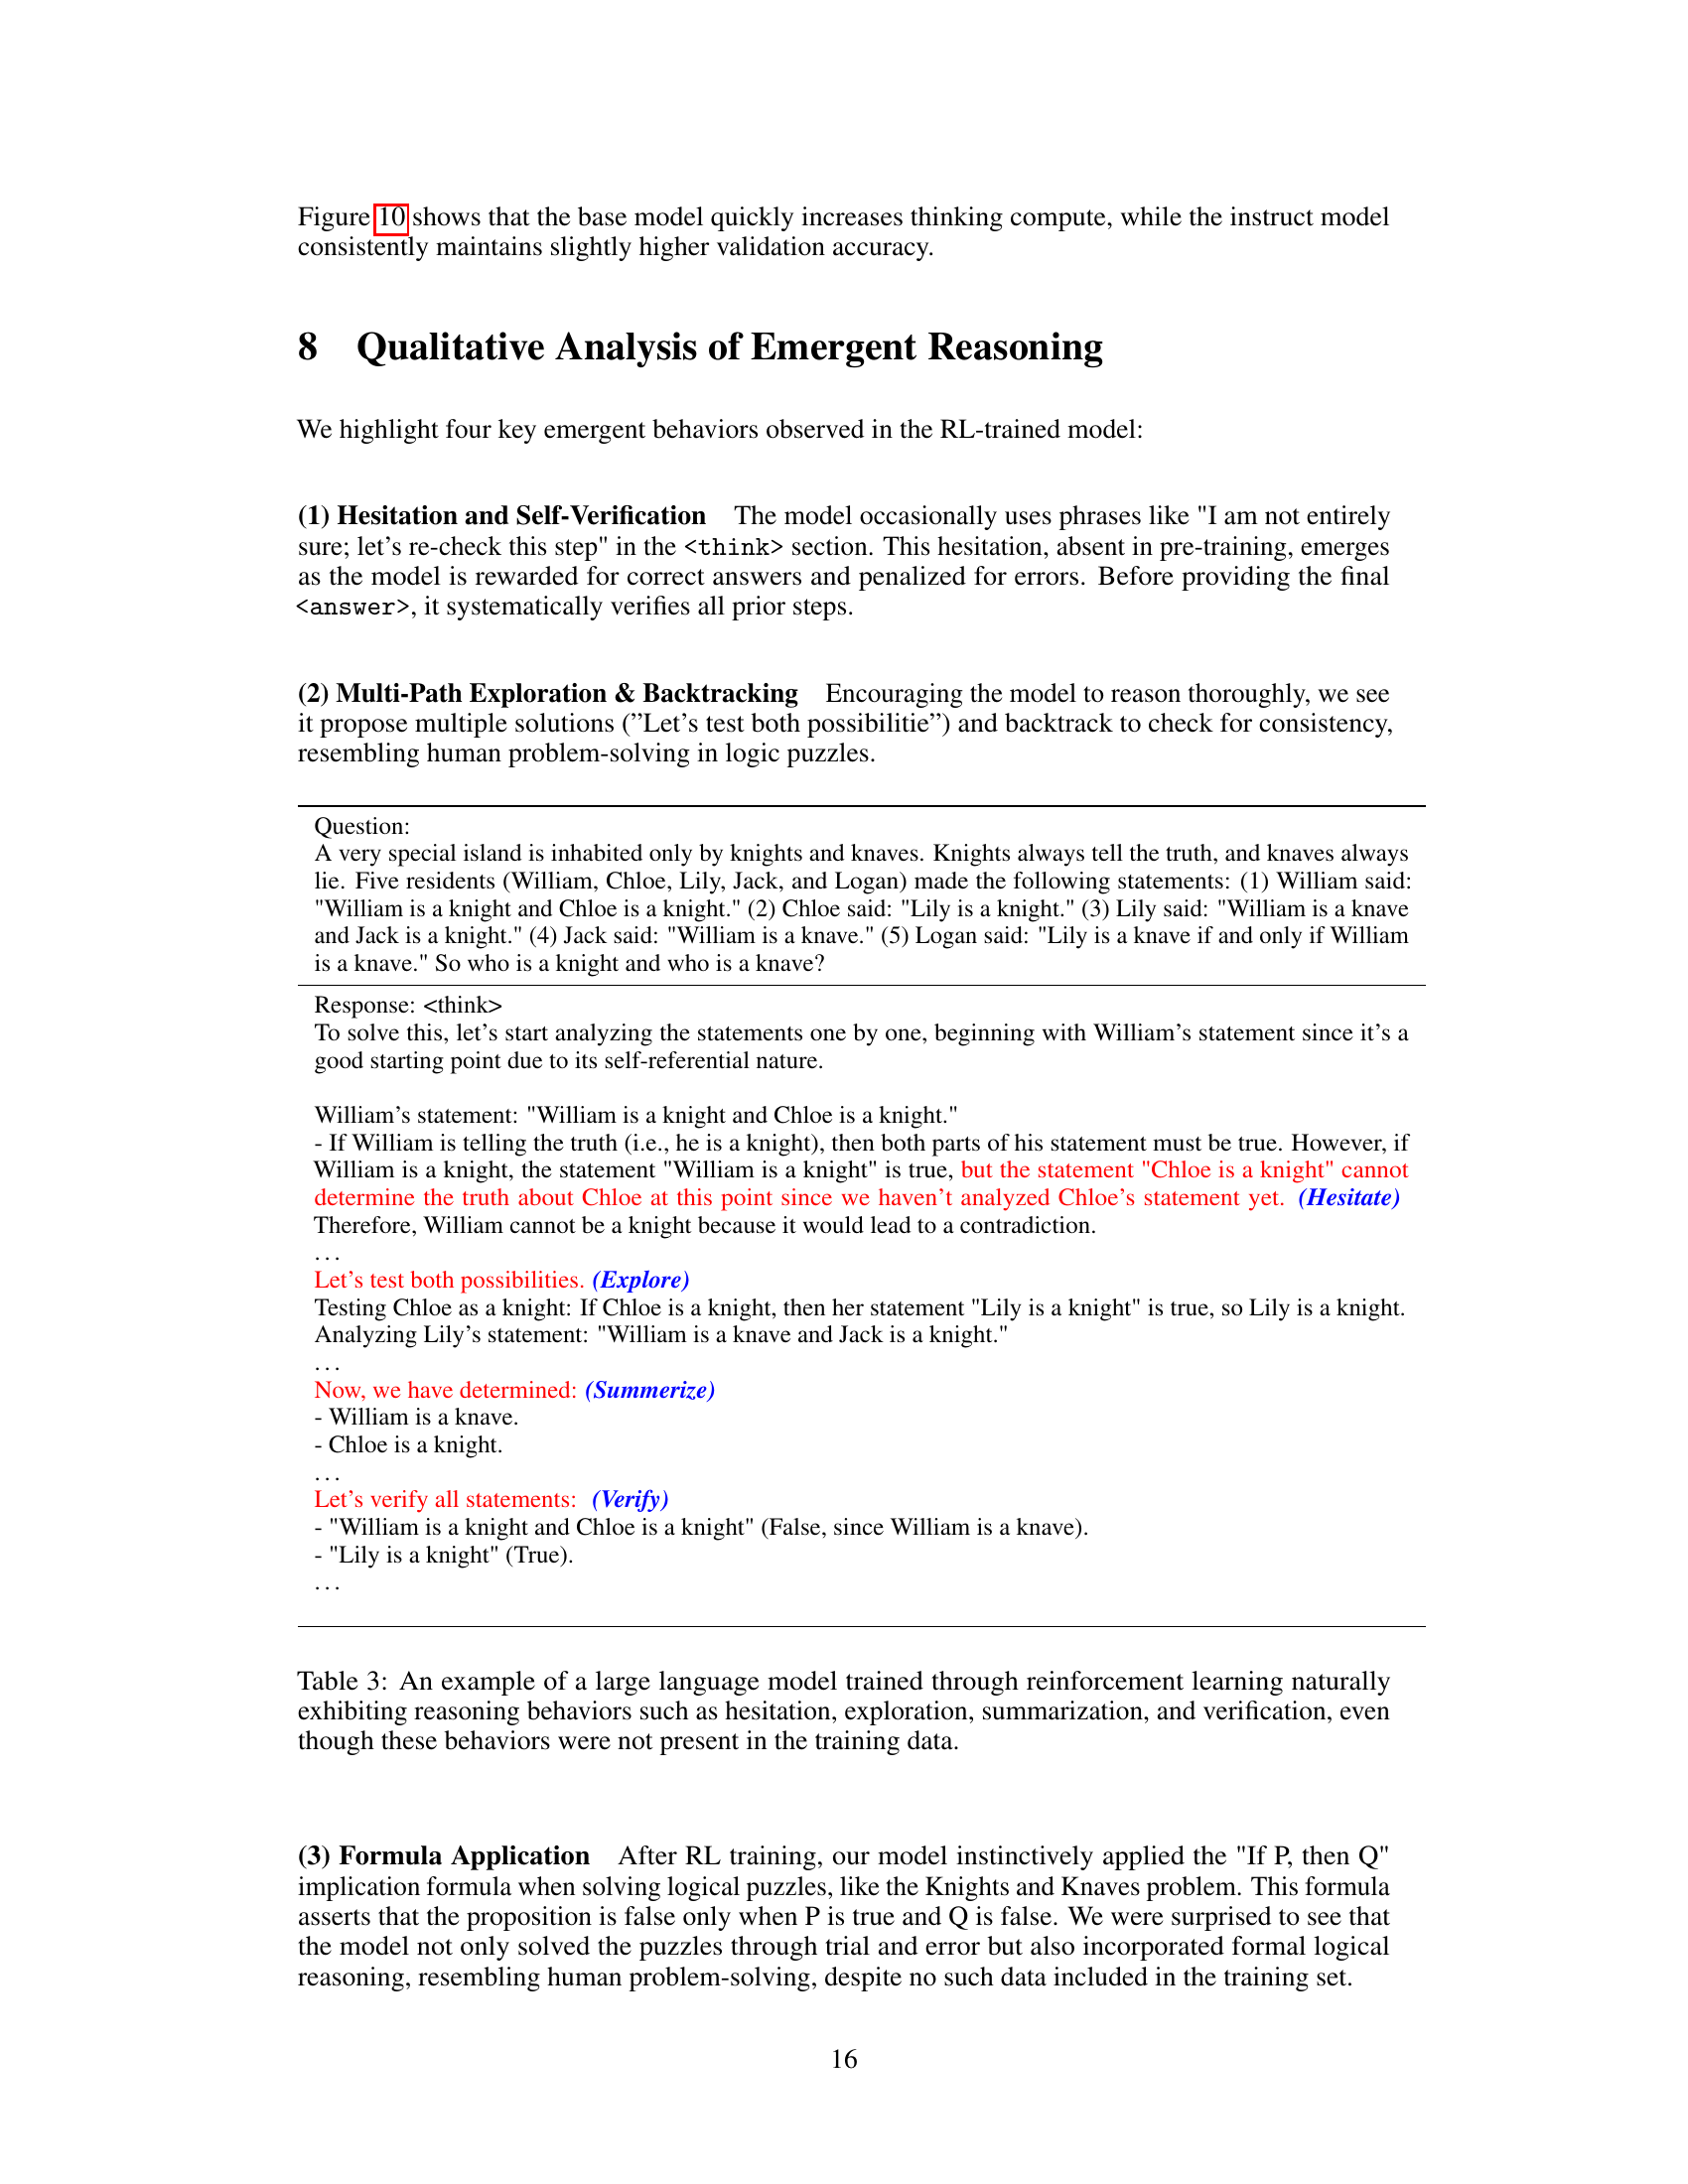 Figure 10 shows that the base model quickly increases thinking compute, while the instruct model
consistently maintains slightly higher validation accuracy.
8 Qualitative Analysis of Emergent Reasoning
We highlight four key emergent behaviors observed in the RL-trained model:
(1) Hesitation and Self-Verification The model occasionally uses phrases like "I am not entirely
sure; let's re-check this step" in the <think> section. This hesitation, absent in pre-training, emerges
as the model is rewarded for correct answers and penalized for errors. Before providing the final
<answer>, it systematically verifies all prior steps.
(2) Multi-Path Exploration & Backtracking Encouraging the model to reason thoroughly, we see
it propose multiple solutions (”Let's test both possibilitie”) and backtrack to check for consistency,
resembling human problem-solving in logic puzzles.
Question:
A very special island is inhabited only by knights and knaves. Knights always tell the truth, and knaves always
lie. Five residents (William, Chloe, Lily, Jack, and Logan) made the following statements: (1) William said:
"William is a knight and Chloe is a knight." (2) Chloe said: "Lily is a knight." (3) Lily said: "William is a knave
and Jack is a knight." (4) Jack said: "William is a knave." (5) Logan said: "Lily is a knave if and only if William
is a knave." So who is a knight and who is a knave?
Response: <think>
To solve this, let's start analyzing the statements one by one, beginning with William's statement since it's a
good starting point due to its self-referential nature.
William's statement: "William is a knight and Chloe is a knight."
- If William is telling the truth (i.e., he is a knight), then both parts of his statement must be true. However, if
William is a knight, the statement "William is a knight" is true, but the statement "Chloe is a knight" cannot
determine the truth about Chloe at this point since we haven't analyzed Chloe's statement yet. (Hesitate)
Therefore, William cannot be a knight because it would lead to a contradiction.
...
Let's test both possibilities. (Explore)
Testing Chloe as a knight: If Chloe is a knight, then her statement "Lily is a knight" is true, so Lily is a knight.
Analyzing Lily's statement: "William is a knave and Jack is a knight."
...
Now, we have determined: (Summerize)
- William is a knave.
- Chloe is a knight.
...
Let's verify all statements: (Verify)
- "William is a knight and Chloe is a knight" (False, since William is a knave).
- "Lily is a knight" (True).
...
Table 3: An example of a large language model trained through reinforcement learning naturally
exhibiting reasoning behaviors such as hesitation, exploration, summarization, and verification, even
though these behaviors were not present in the training data.
(3) Formula Application After RL training, our model instinctively applied the "If P, then Q"
implication formula when solving logical puzzles, like the Knights and Knaves problem. This formula
asserts that the proposition is false only when P is true and Q is false. We were surprised to see that
the model not only solved the puzzles through trial and error but also incorporated formal logical
reasoning, resembling human problem-solving, despite no such data included in the training set.
16